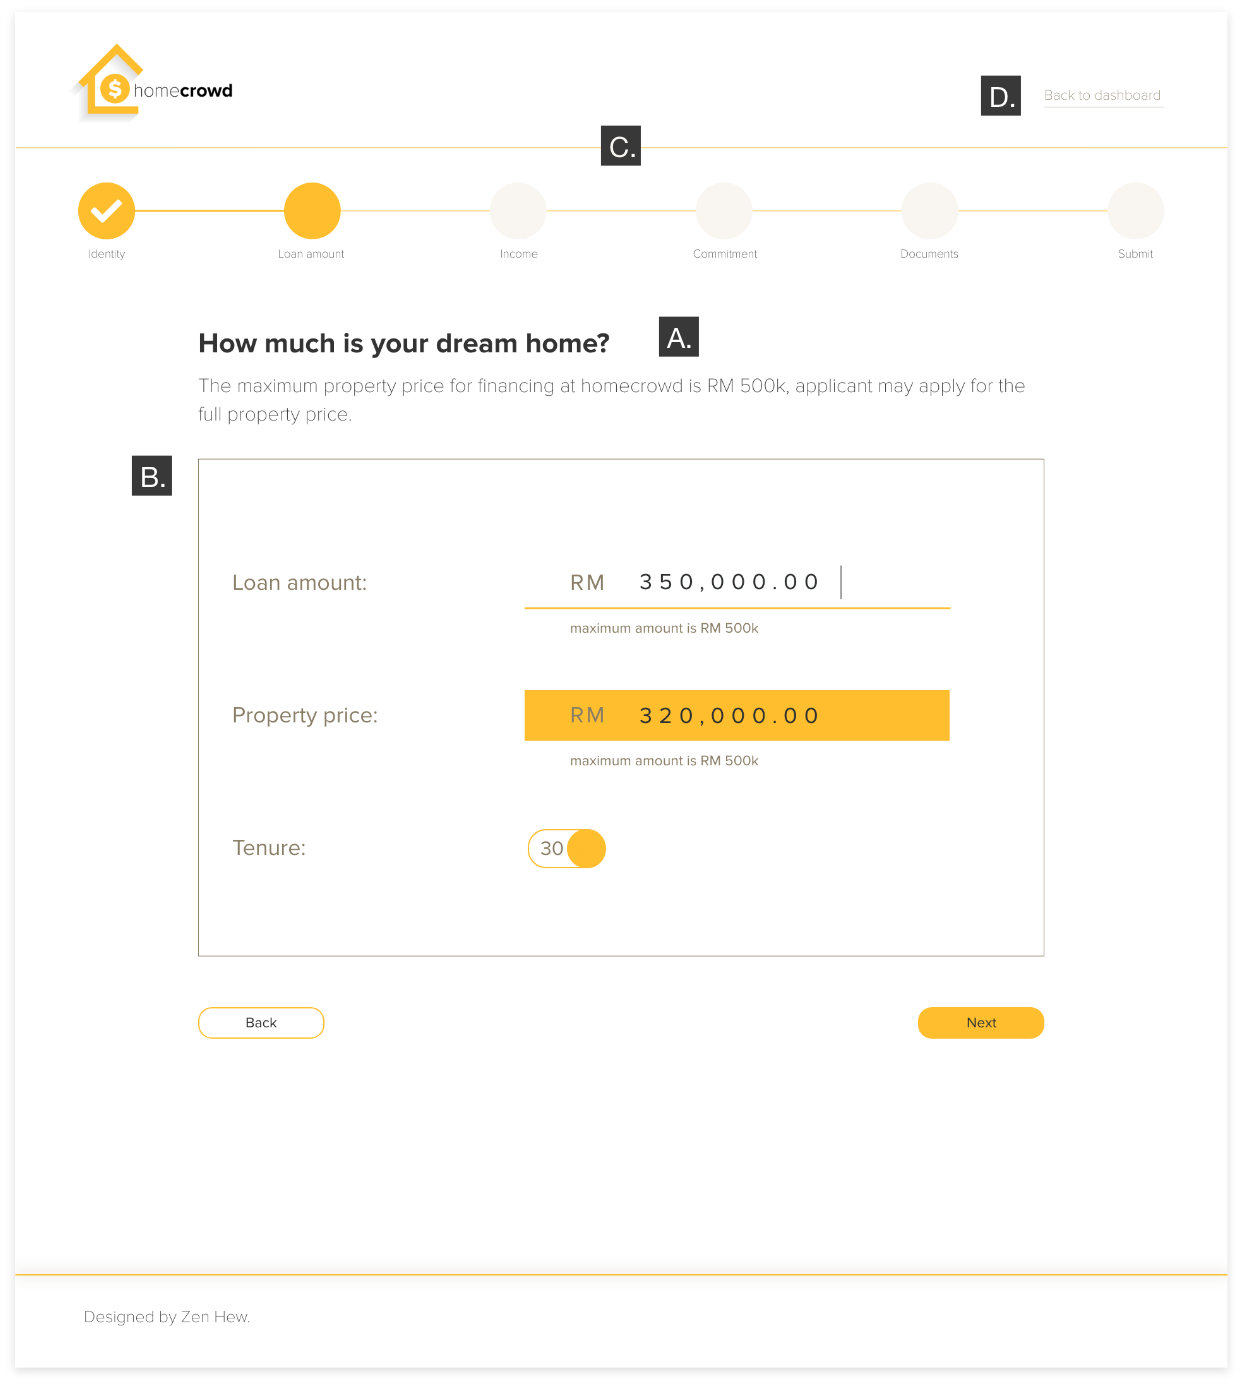 homecrowd
D.
Back to dashboard
C.
Identity
Loan amount
Income
Commitment
Documents
Submit
How much is your dream home?
A.
The maximum property price for financing at homecrowd is RM 500k, applicant may apply for the
full property price.
B.
Loan amount:
RM 350,000.00
maximum amount is RM 500k
Property price:
RM 320,000.00
maximum amount is RM 500k
Tenure:
30
Back
Next
Designed by Zen Hew.